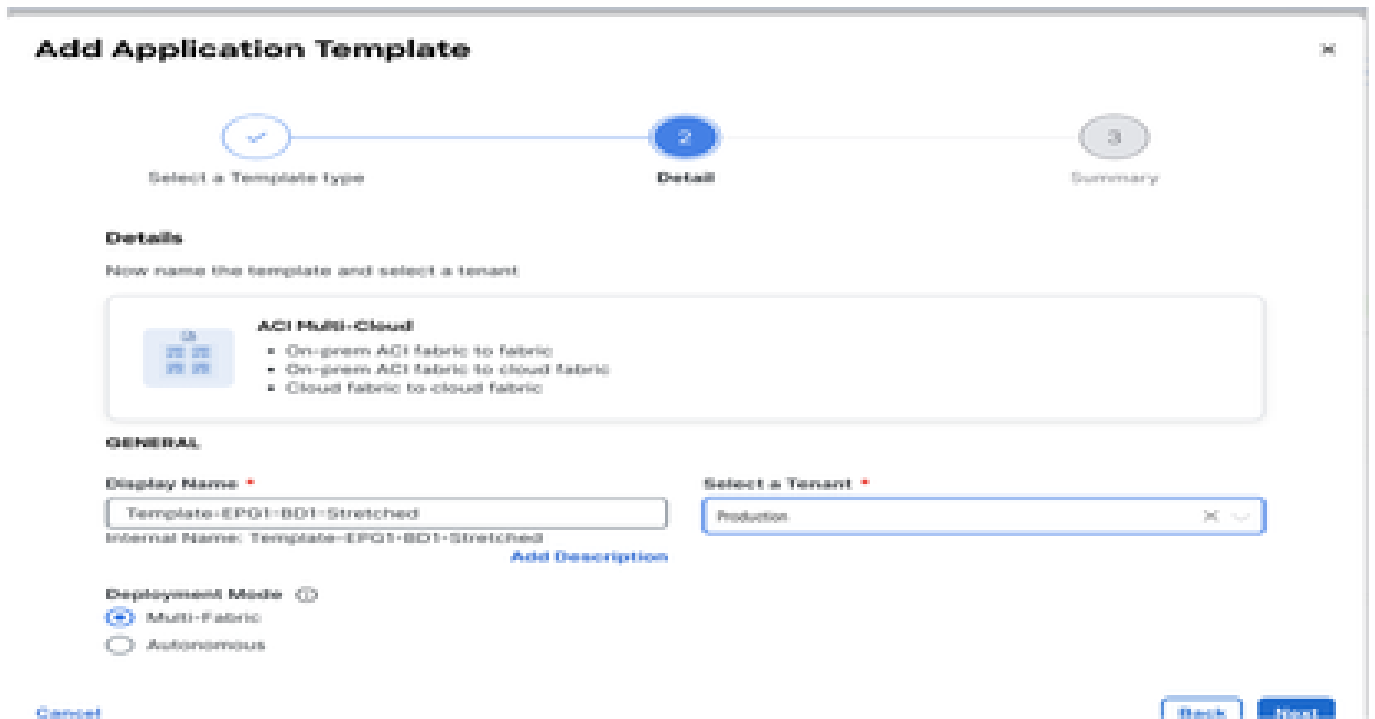 Add Application Template
2
3
Select a Template type
Detail
Summary
Details
Now name the template and select a tenant
ACI Multi-Cloud
On-prem ACI fabric to fabric
On-prem ACI fabric to cloud fabric
Cloud fabric to cloud fabric
GENERAL
Display Name *
Select a Tenant *
Template-EPG1-BD1-Stretched
Production
Internal Name: Template-EPG1-BD1-Stretched
Add Description
Deployment Mode
Multi-Fabric
Autonomous
Cancel
Back
Next